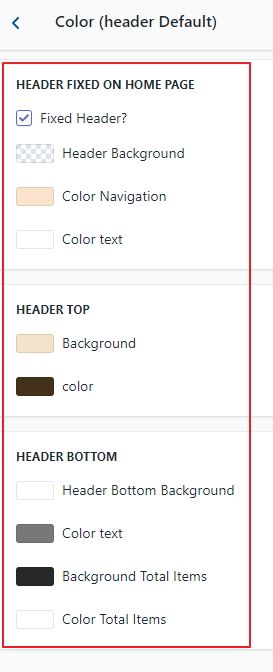 Color (header Default)
HEADER FIXED ON HOME PAGE
Fixed Header?
Header Background
Color Navigation
Color text
HEADER TOP
Background
color
HEADER BOTTOM
Header Bottom Background
Color text
Background Total Items
Color Total Items